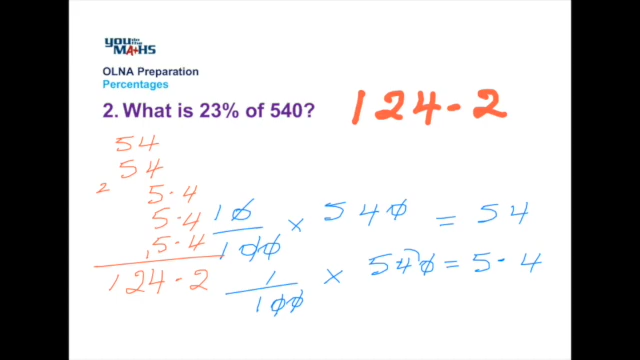 you do the
MATHS
OLNA Preparation
Percentages
2. What is 23% of 540?
124-2
54
54
2
5-4
5-4
5-4
124-2
10/100 × 540 = 54
1/100 × 540 = 5-4